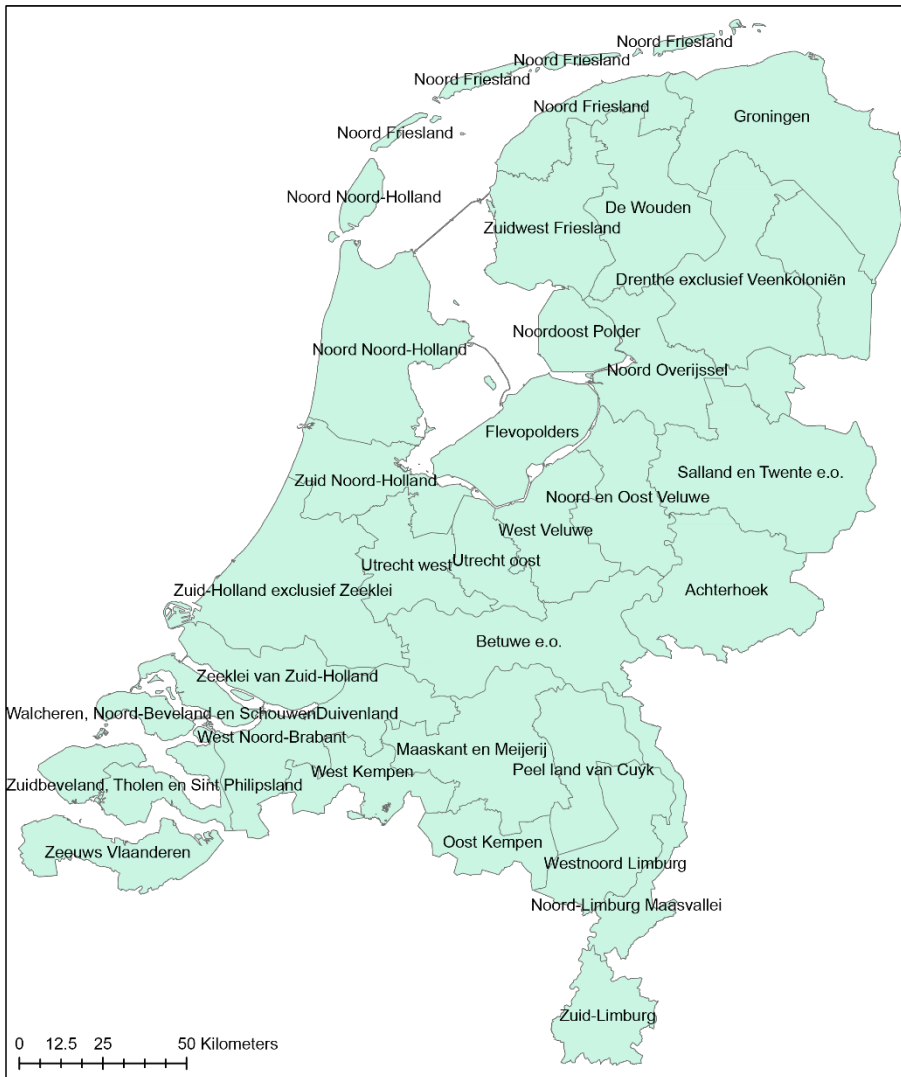 Noord Friesland
Noord Friesland
Noord Friesland
Noord Friesland
Groningen
Noord Friesland
Noord Noord-Holland
De Wouden
Zuidwest Friesland
Drenthe exclusief Veenkoloniën
Noordoost Polder
Noord Noord-Holland
Noord Overijssel
Flevopolders
Salland en Twente e.o.
Zuid Noord-Holland
Noord en Oost Veluwe
West Veluwe
Utrecht oost
Utrecht west
Zuid-Holland exclusief Zeeklei
Achterhoek
Betuwe e.o.
Zeeklei van Zuid-Holland
Walcheren, Noord-Beveland en SchouwenDuivenland
West Noord-Brabant
Maaskant en Meijerij
West Kempen
Peel land van Cuyk
Zuidbeveland, Tholen en Sint Philipsland
Oost Kempen
Zeeuws Vlaanderen
Westnoord Limburg
Noord-Limburg Maasvallei
Zuid-Limburg
0 12.5 25 50 Kilometers